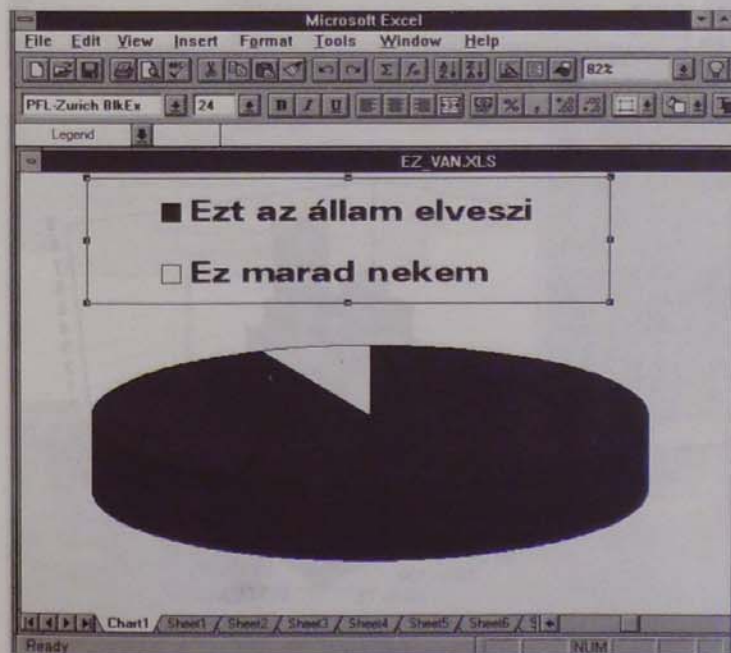 Microsoft Excel
File Edit View Insert Format Tools Window Help
82%
PFL-Zurich BlkEx 24 B I U % ,
Legend
EZ_VAN.XLS
Ezt az állam elveszi
Ez marad nekem
Chart1 Sheet1 Sheet2 Sheet3 Sheet4 Sheet5 Sheet6 S
Ready NUM